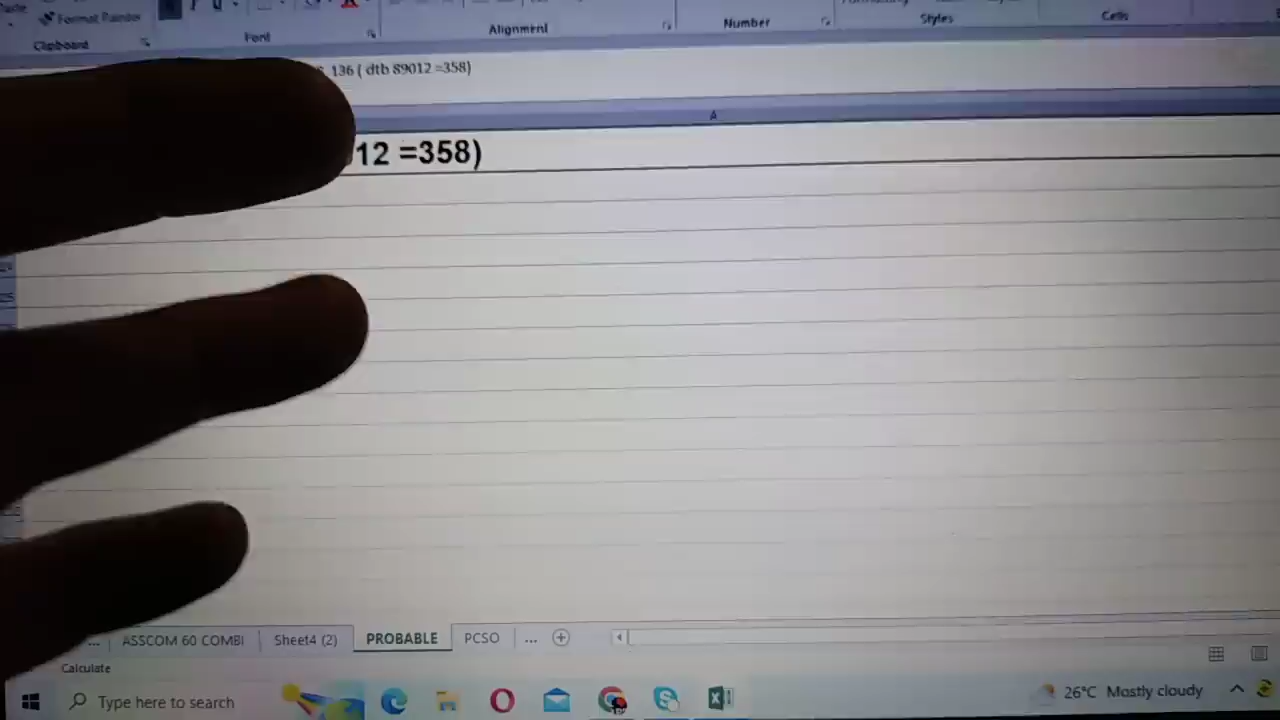 Format Painter
Clipboard
Font
Alignment
Number
Styles
Cells
136 ( dtb 89012 =358)
A
12 =358)
25
... ASSCOM 60 COMBI Sheet4 (2) PROBABLE PCSO ...
Calculate
Type here to search
26°C Mostly cloudy